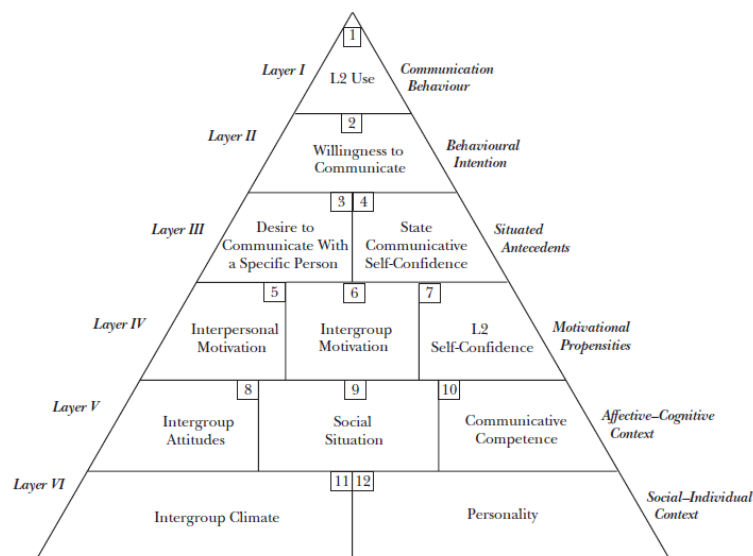 1
Layer I
L2 Use
Communication
Behaviour
2
Layer II
Willingness to
Communicate
Behavioural
Intention
3 4
Layer III
Desire to
Communicate With
a Specific Person
State
Communicative
Self-Confidence
Situated
Antecedents
5 6 7
Layer IV
Interpersonal
Motivation
Intergroup
Motivation
L2
Self-Confidence
Motivational
Propensities
8 9 10
Layer V
Intergroup
Attitudes
Social
Situation
Communicative
Competence
Affective–Cognitive
Context
11 12
Layer VI
Intergroup Climate
Personality
Social–Individual
Context